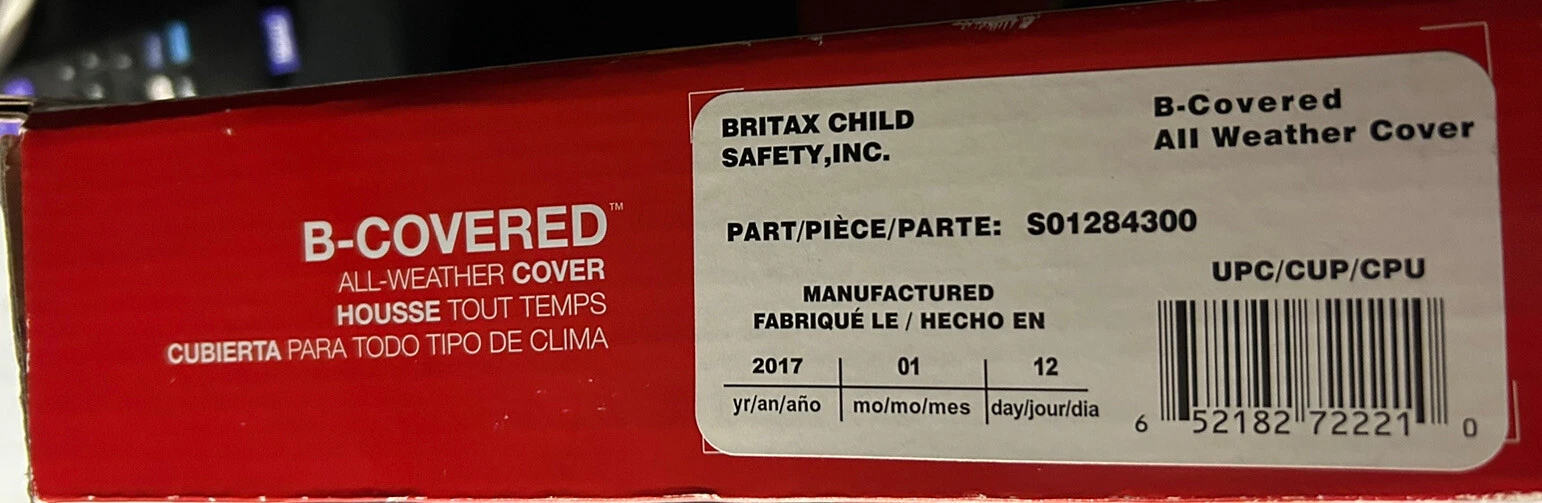 B-COVERED™
ALL-WEATHER COVER
HOUSSE TOUT TEMPS
CUBIERTA PARA TODO TIPO DE CLIMA
BRITAX CHILD
SAFETY,INC.
B-Covered
All Weather Cover
PART/PIÈCE/PARTE: S01284300
MANUFACTURED
FABRIQUÉ LE / HECHO EN
2017 01 12
yr/an/año mo/mo/mes day/jour/dia
UPC/CUP/CPU
6 52182 72221 0